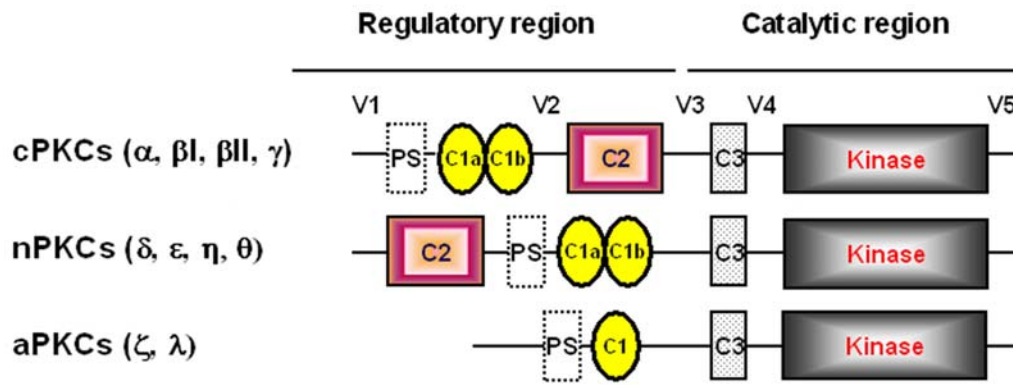 Regulatory region Catalytic region
V1 V2 V3 V4 V5
cPKCs (α, βI, βII, γ) PS C1a C1b C2 C3 Kinase
nPKCs (δ, ε, η, θ) C2 PS C1a C1b C3 Kinase
aPKCs (ζ, λ) PS C1 C3 Kinase